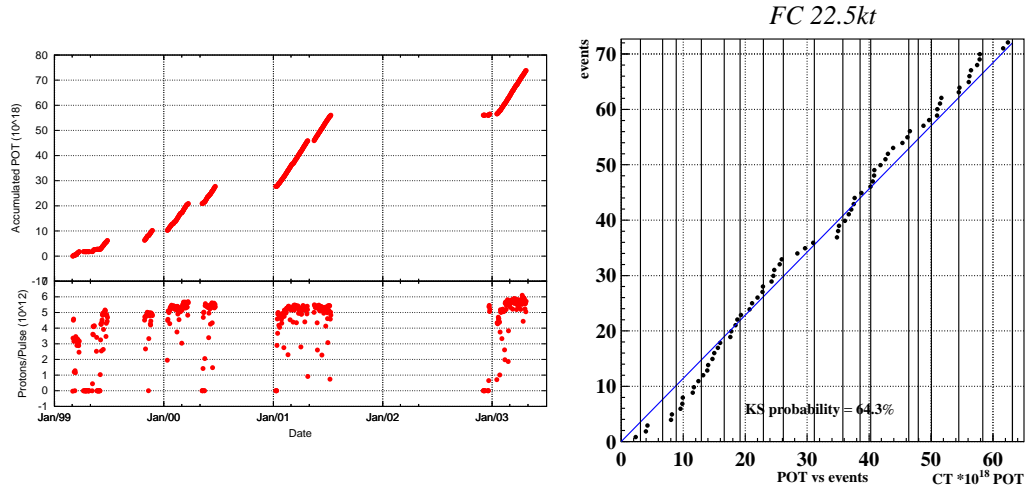 80
70
60
50
40
30
20
10
0
-10
Accumulated POT (10^18)
7
6
5
4
3
2
1
0
-1
Protons/Pulse (10^12)
Jan/99
Jan/00
Jan/01
Jan/02
Jan/03
Date
FC 22.5kt
events
70
60
50
40
30
20
10
0
KS probability = 64.3%
0
10
20
30
40
50
60
POT vs events
CT *10^18 POT